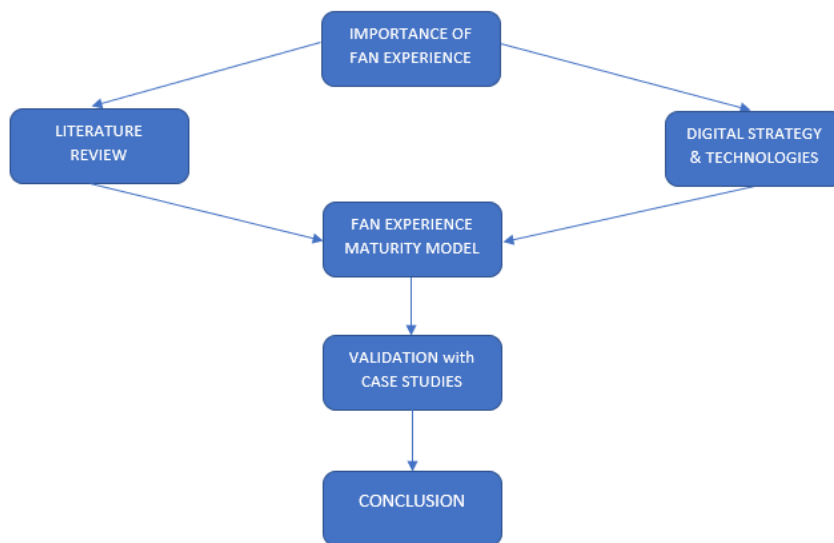 IMPORTANCE OF
FAN EXPERIENCE
LITERATURE
REVIEW
DIGITAL STRATEGY
& TECHNOLOGIES
FAN EXPERIENCE
MATURITY MODEL
VALIDATION with
CASE STUDIES
CONCLUSION